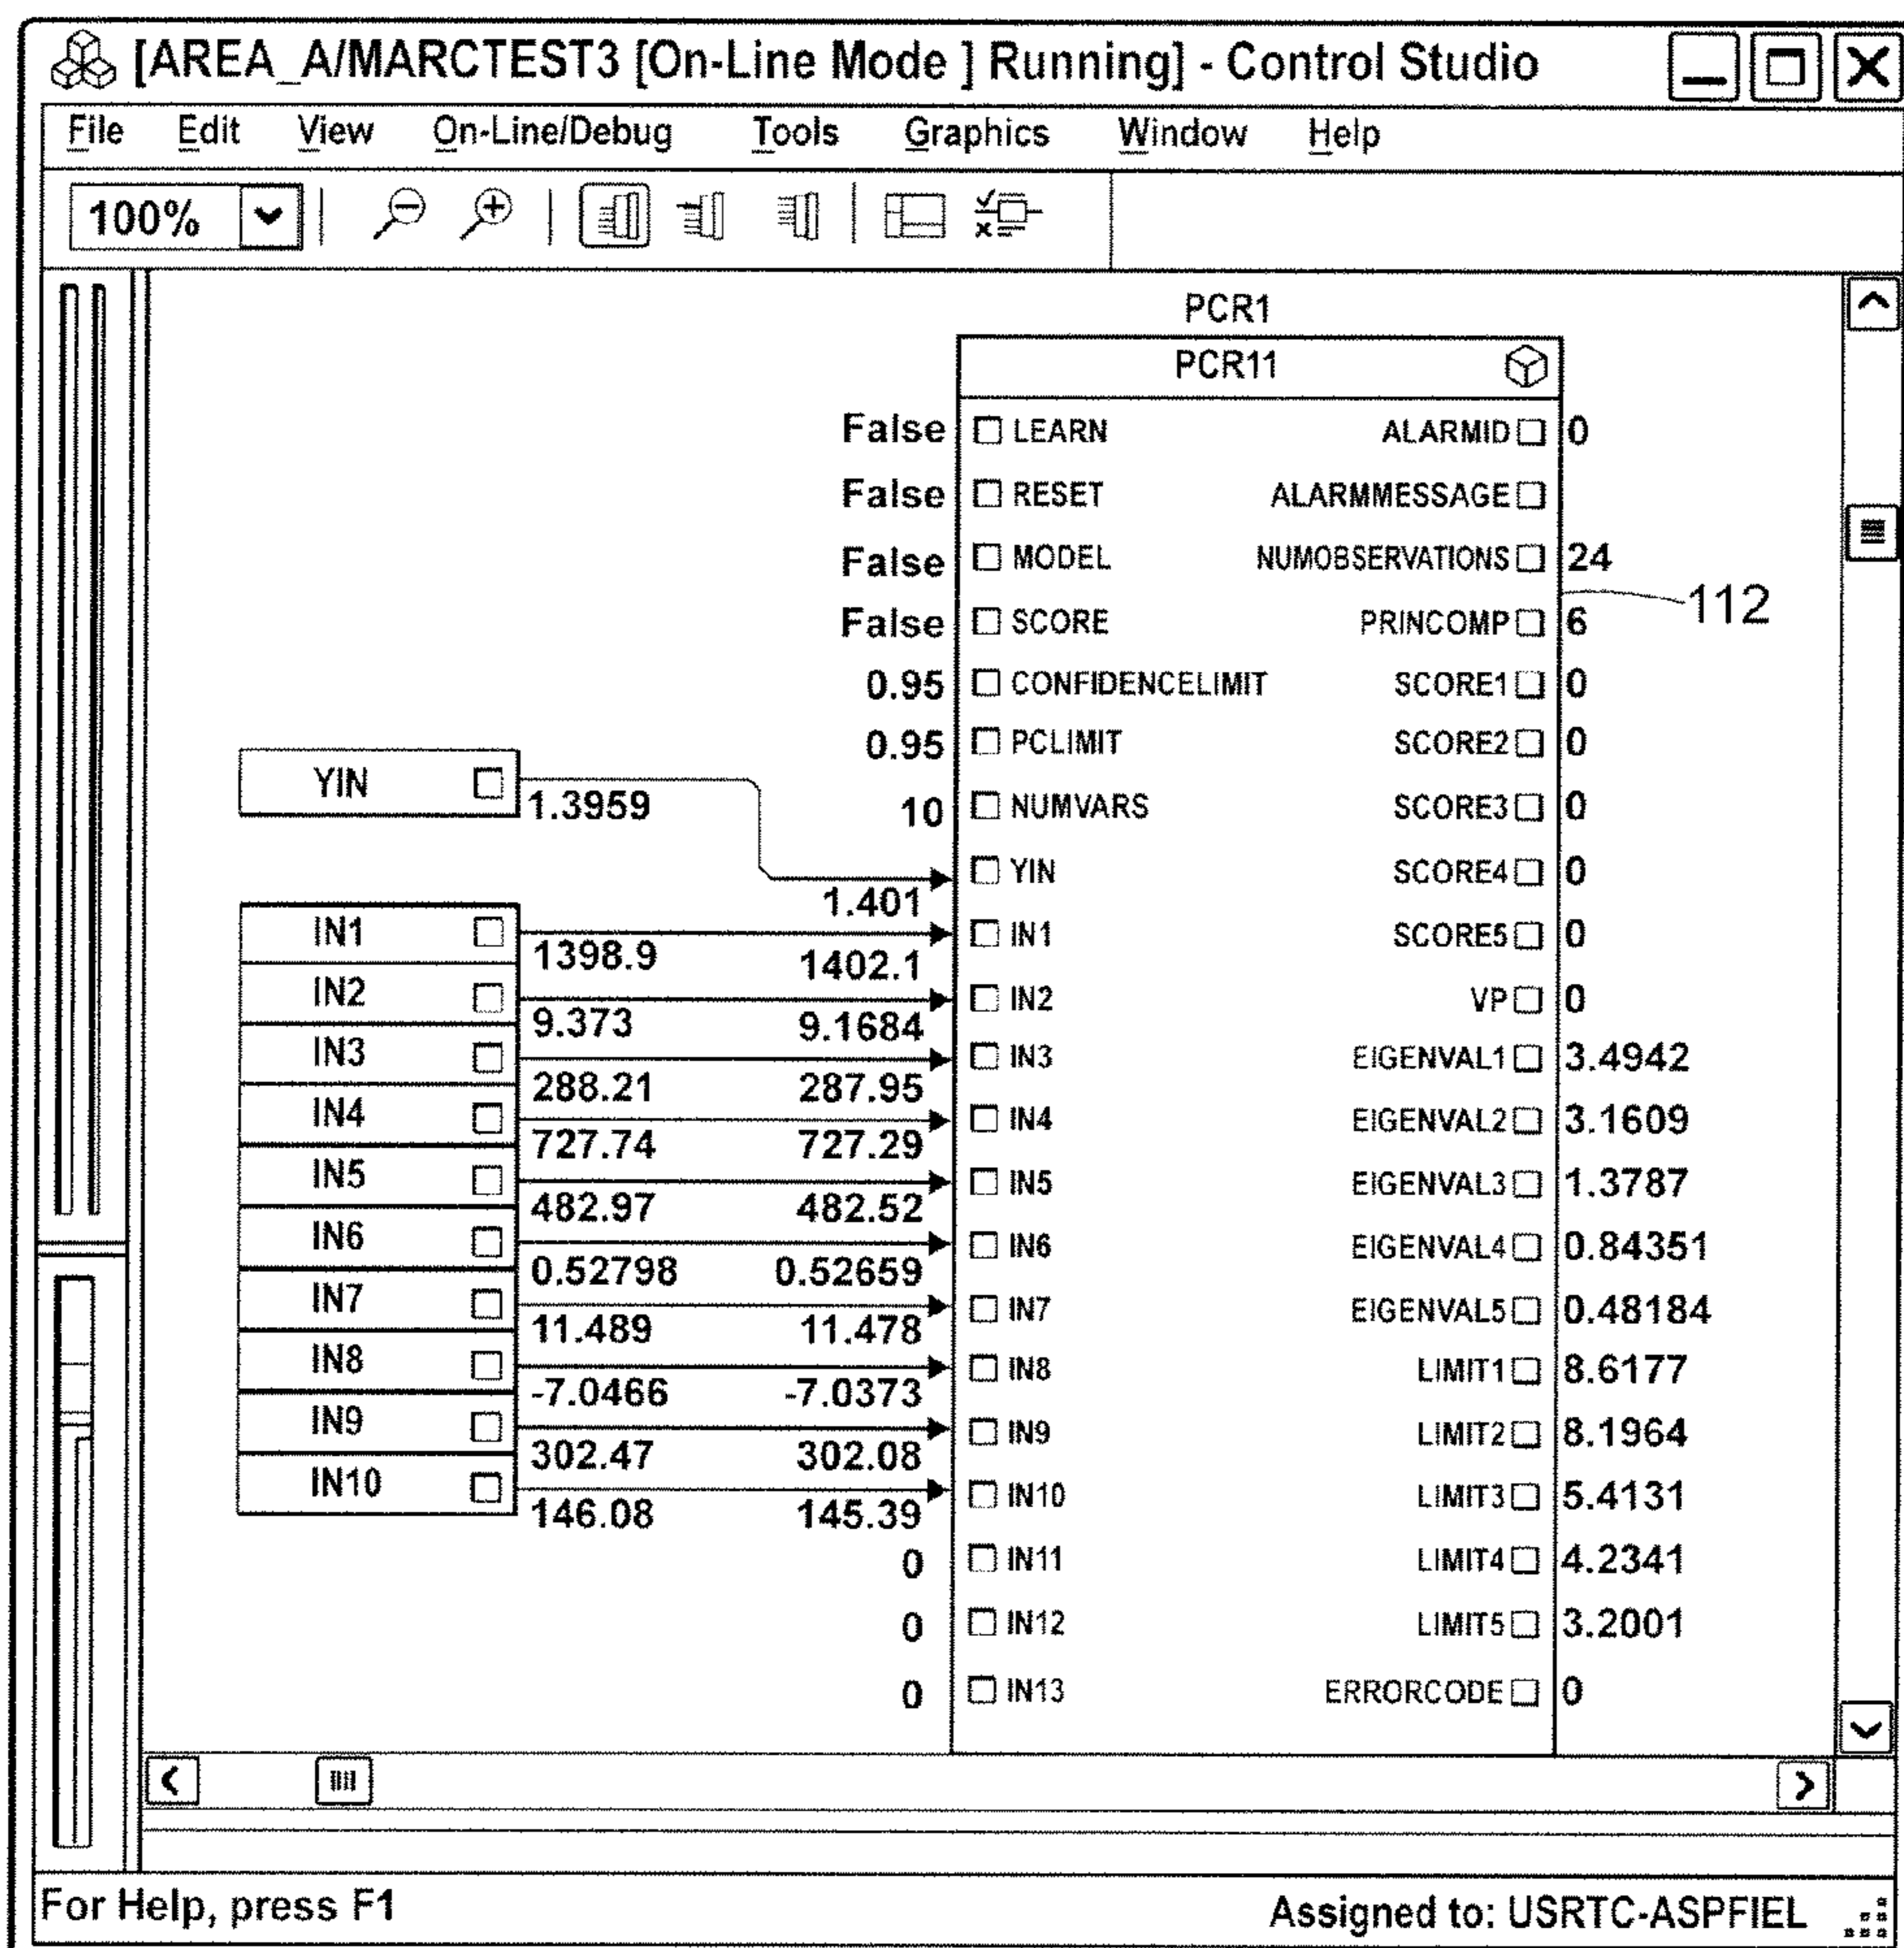 [AREA_A/MARCTEST3 [On-Line Mode ] Running] - Control Studio
File Edit View On-Line/Debug Tools Graphics Window Help
100%
PCR1
PCR11
False LEARN ALARMID 0
False RESET ALARMMESSAGE
False MODEL NUMOBSERVATIONS 24
112
False SCORE PRINCOMP 6
0.95 CONFIDENCELIMIT SCORE1 0
0.95 PCLIMIT SCORE2 0
YIN 1.3959
10 NUMVARS SCORE3 0
1.401 YIN SCORE4 0
IN1 1398.9 1402.1 IN1 SCORE5 0
IN2 9.373 9.1684 IN2 VP 0
IN3 288.21 287.95 IN3 EIGENVAL1 3.4942
IN4 727.74 727.29 IN4 EIGENVAL2 3.1609
IN5 482.97 482.52 IN5 EIGENVAL3 1.3787
IN6 0.52798 0.52659 IN6 EIGENVAL4 0.84351
IN7 11.489 11.478 IN7 EIGENVAL5 0.48184
IN8 -7.0466 -7.0373 IN8 LIMIT1 8.6177
IN9 302.47 302.08 IN9 LIMIT2 8.1964
IN10 146.08 145.39 IN10 LIMIT3 5.4131
0 IN11 LIMIT4 4.2341
0 IN12 LIMIT5 3.2001
0 IN13 ERRORCODE 0
For Help, press F1 Assigned to: USRTC-ASPFIEL